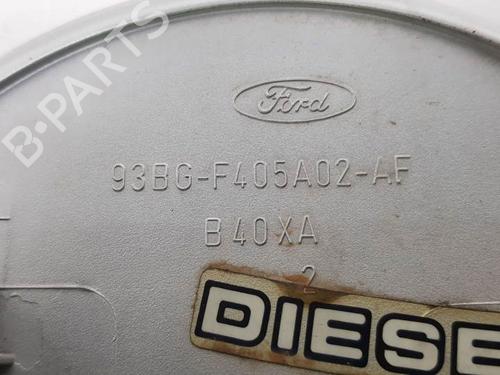 B-PARTS
Ford
93BG-F405A02-AF
B40XA
2
DIESE